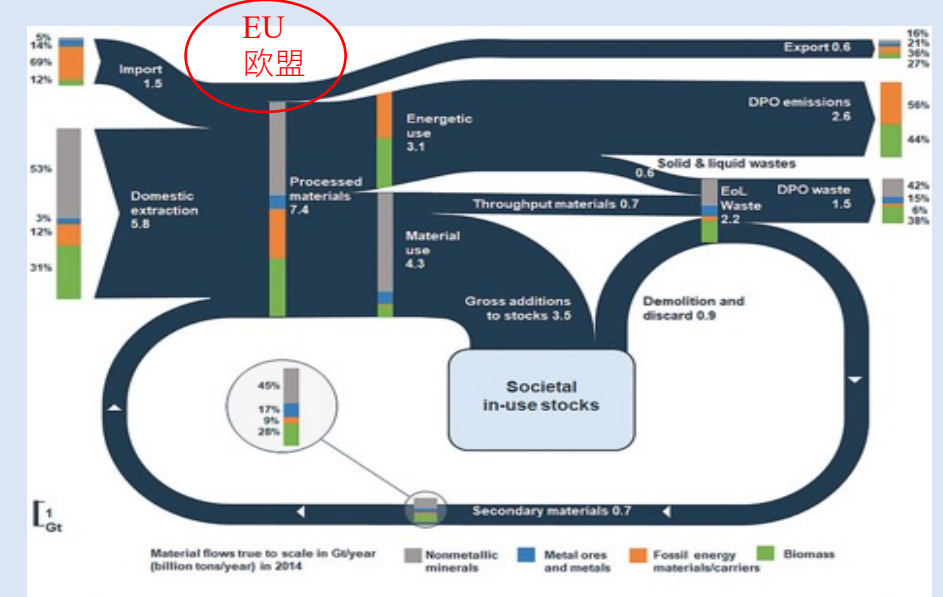 EU
欧盟
5%
14%
69%
12%
Import
1.5
Export 0.6
16%
21%
36%
27%
53%
3%
12%
31%
Domestic
extraction
5.8
Processed
materials
7.4
Energetic
use
3.1
DPO emissions
2.6
56%
44%
Solid & liquid wastes
0.6
Throughput materials 0.7
EoL
Waste
2.2
DPO waste
1.5
42%
15%
6%
38%
Material
use
4.3
Gross additions
to stocks 3.5
Demolition and
discard 0.9
Societal
in-use stocks
45%
17%
9%
28%
Secondary materials 0.7
1
Gt
Material flows true to scale in Gt/year
(billion tons/year) in 2014
Nonmetallic
minerals
Metal ores
and metals
Fossil energy
materials/carriers
Biomass